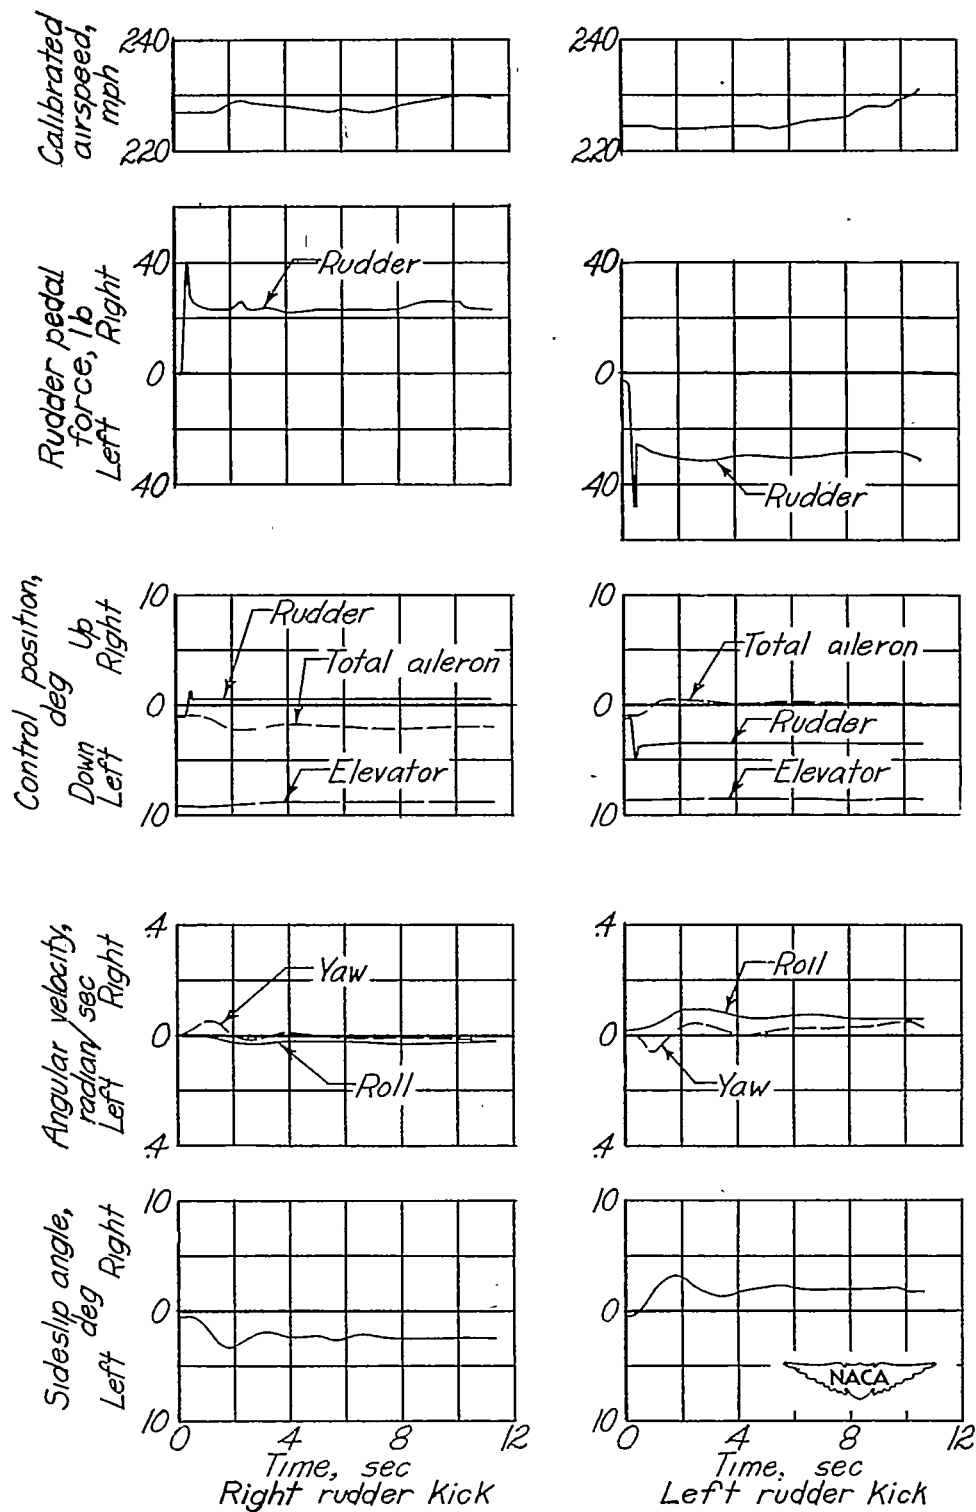 Calibrated
airspeed,
mph
240
220
240
220
Rudder pedal
force, lb
Left Right
40
0
40
Rudder
40
0
40
Rudder
Control position,
deg
Down Up
Left Right
10
0
10
Rudder
Total aileron
Elevator
10
0
10
Total aileron
Rudder
Elevator
Angular velocity,
radian/sec
Left Right
.4
0
.4
Yaw
Roll
.4
0
.4
Roll
Yaw
Sideslip angle,
deg
Left Right
10
0
10
10
0
10
NACA
0 4 8 12
Time, sec
Right rudder kick
0 4 8 12
Time, sec
Left rudder kick